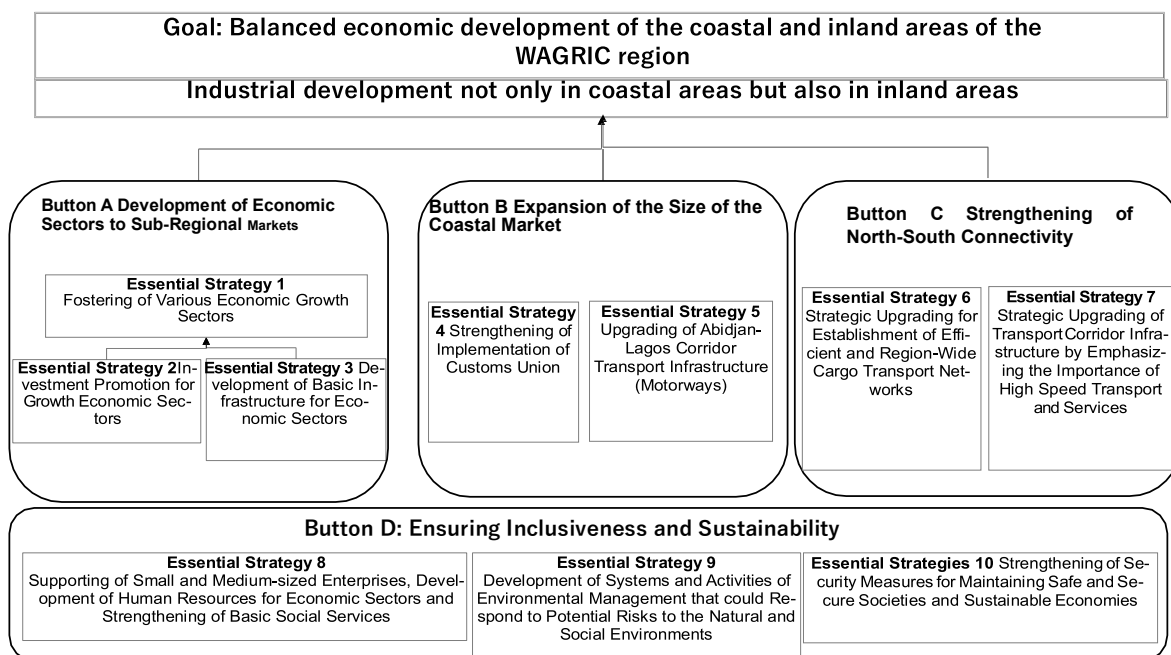 Goal: Balanced economic development of the coastal and inland areas of the
WAGRIC region
Industrial development not only in coastal areas but also in inland areas
Button A Development of Economic
Sectors to Sub-Regional Markets
Essential Strategy 1
Fostering of Various Economic Growth
Sectors
Essential Strategy 2In-
vestment Promotion for
Growth Economic Sec-
tors
Essential Strategy 3 De-
velopment of Basic In-
frastructure for Eco-
nomic Sectors
Button B Expansion of the Size of the
Coastal Market
Essential Strategy
4 Strengthening of
Implementation of
Customs Union
Essential Strategy 5
Upgrading of Abidjan-
Lagos Corridor
Transport Infrastructure
(Motorways)
Button C Strengthening of
North-South Connectivity
Essential Strategy 6
Strategic Upgrading for
Establishment of Effi-
cient and Region-Wide
Cargo Transport Net-
works
Essential Strategy 7
Strategic Upgrading of
Transport Corridor Infra-
structure by Emphasiz-
ing the Importance of
High Speed Transport
and Services
Button D: Ensuring Inclusiveness and Sustainability
Essential Strategy 8
Supporting of Small and Medium-sized Enterprises, Devel-
opment of Human Resources for Economic Sectors and
Strengthening of Basic Social Services
Essential Strategy 9
Development of Systems and Activities of
Environmental Management that could Re-
spond to Potential Risks to the Natural and
Social Environments
Essential Strategies 10 Strengthening of Se-
curity Measures for Maintaining Safe and Se-
cure Societies and Sustainable Economies